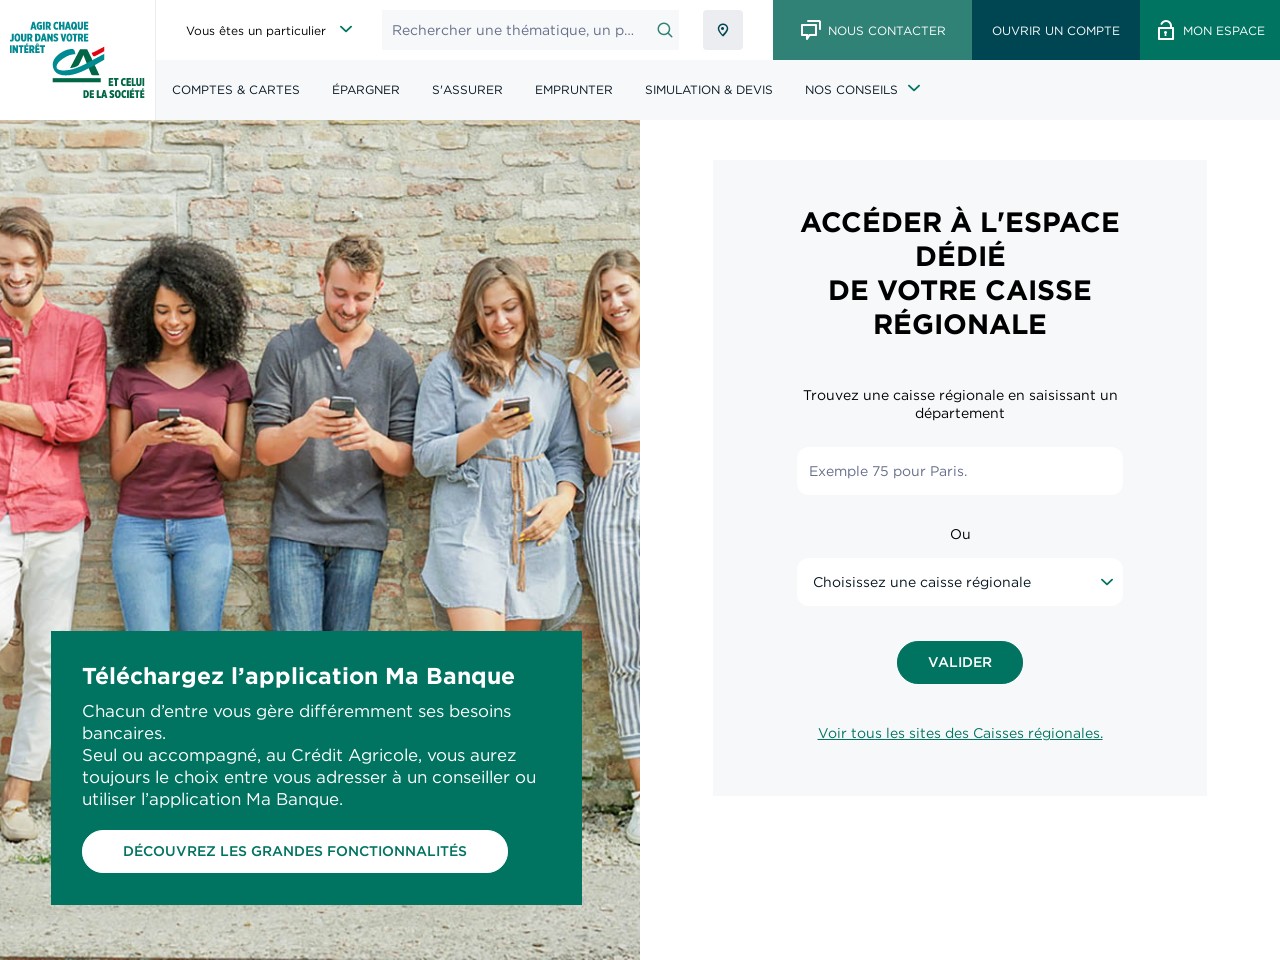 AGIR CHAQUE
JOUR DANS VOTRE
INTÉRÊT
CA
ET CELUI
DE LA SOCIÉTÉ
Vous êtes un particulier
Rechercher une thématique, un p...
NOUS CONTACTER
OUVRIR UN COMPTE
MON ESPACE
COMPTES & CARTES
ÉPARGNER
S'ASSURER
EMPRUNTER
SIMULATION & DEVIS
NOS CONSEILS
Téléchargez l’application Ma Banque
Chacun d’entre vous gère différemment ses besoins
bancaires.
Seul ou accompagné, au Crédit Agricole, vous aurez
toujours le choix entre vous adresser à un conseiller ou
utiliser l’application Ma Banque.
DÉCOUVREZ LES GRANDES FONCTIONNALITÉS
ACCÉDER À L'ESPACE
DÉDIÉ
DE VOTRE CAISSE
RÉGIONALE
Trouvez une caisse régionale en saisissant un
département
Exemple 75 pour Paris.
Ou
Choisissez une caisse régionale
VALIDER
Voir tous les sites des Caisses régionales.